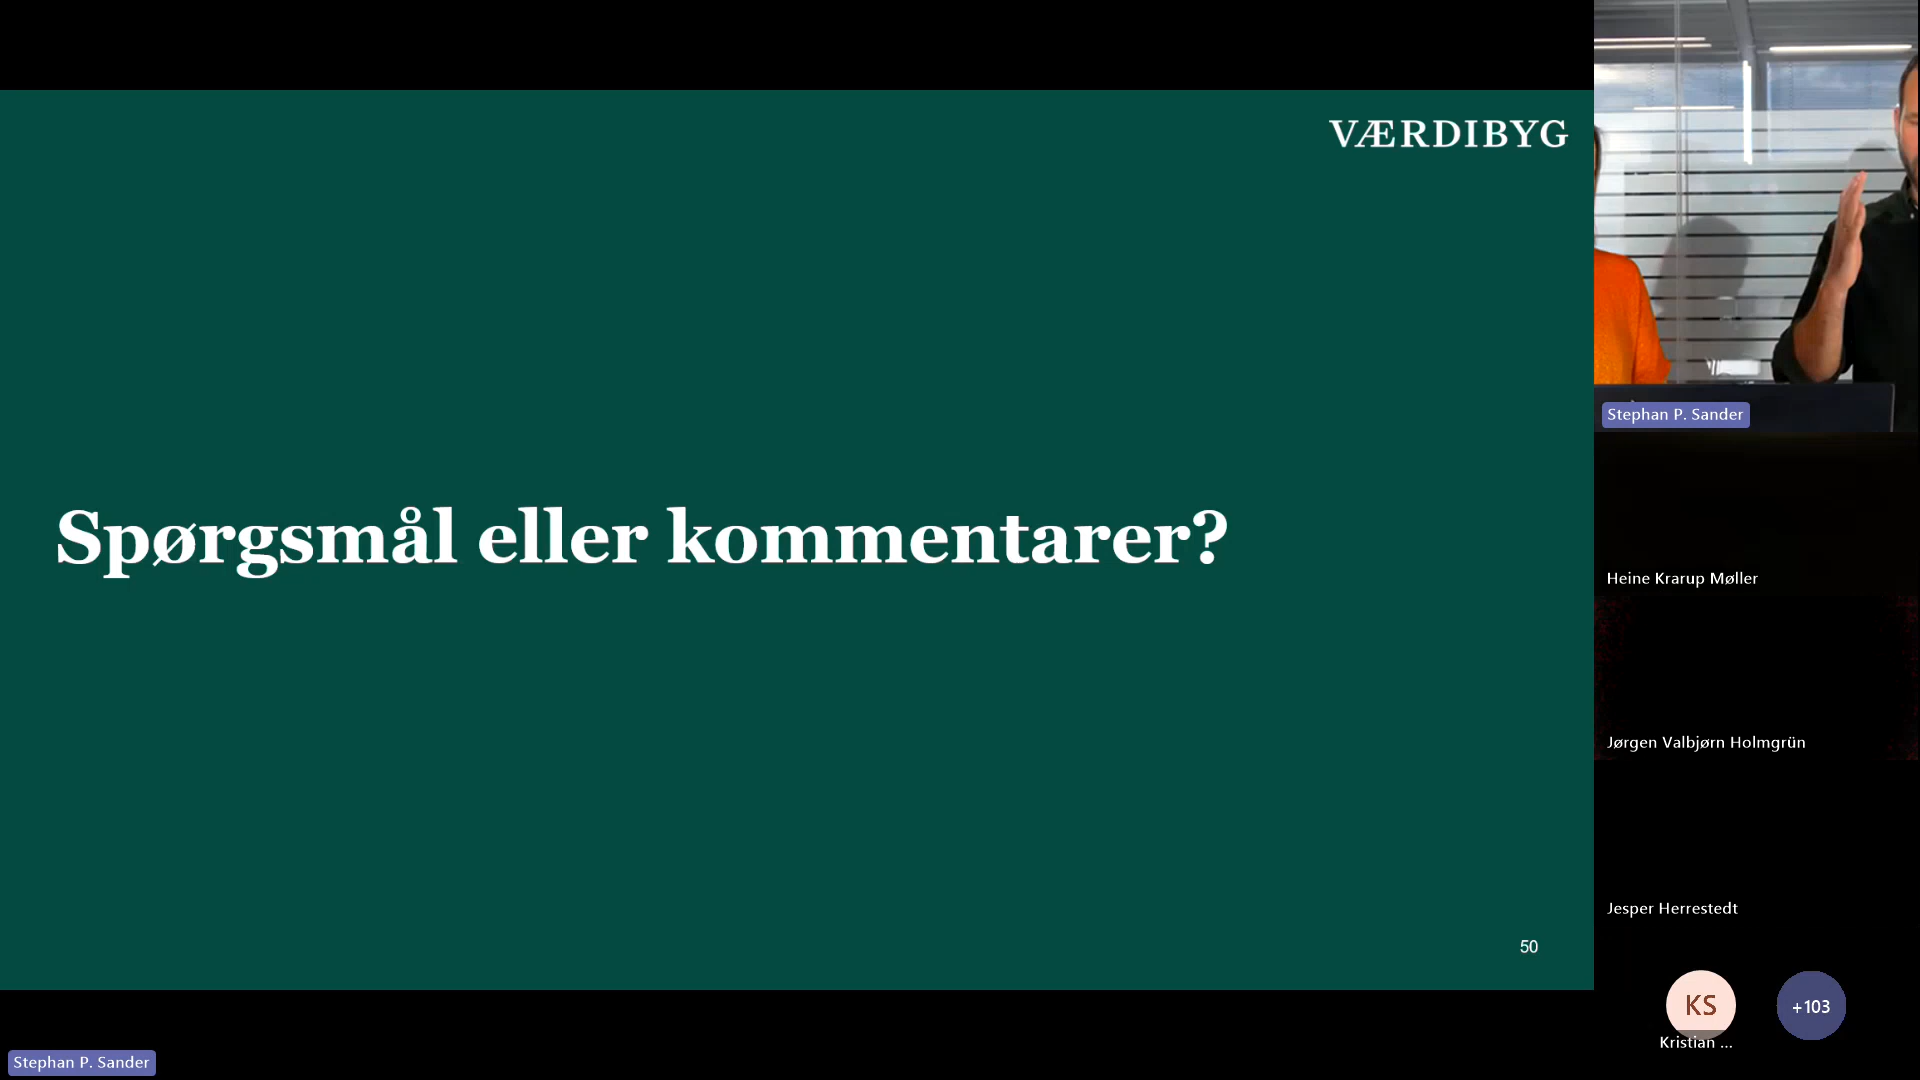 VÆRDIBYG
Spørgsmål eller kommentarer?
50
Stephan P. Sander
Stephan P. Sander
Heine Krarup Møller
Jørgen Valbjørn Holmgrün
Jesper Herrestedt
KS
Kristian ...
+103